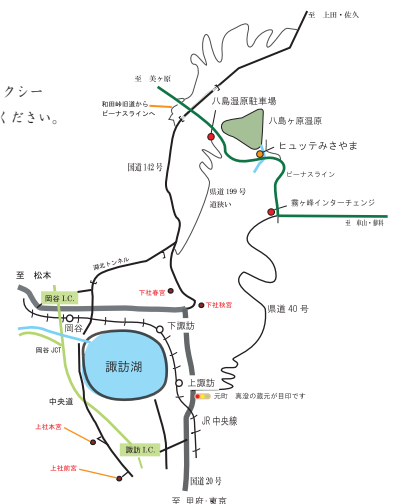 至 上田・佐久
クシー
ください。
至 美ヶ原
和田峠旧道から
ビーナスラインへ
八島湿原駐車場
八島ヶ原湿原
ヒュッテみさやま
国道142号
ビーナスライン
県道199号
道狭い
霧ヶ峰インターチェンジ
至 車山・蓼科
湖北トンネル
至 松本
下社春宮
岡谷 I.C.
下社秋宮
県道40号
岡谷
下諏訪
岡谷 JCT
諏訪湖
上諏訪
中央道
元町 真澄の蔵元が目印です
JR中央線
上社本宮
諏訪 I.C.
上社前宮
国道20号
至 甲府・東京